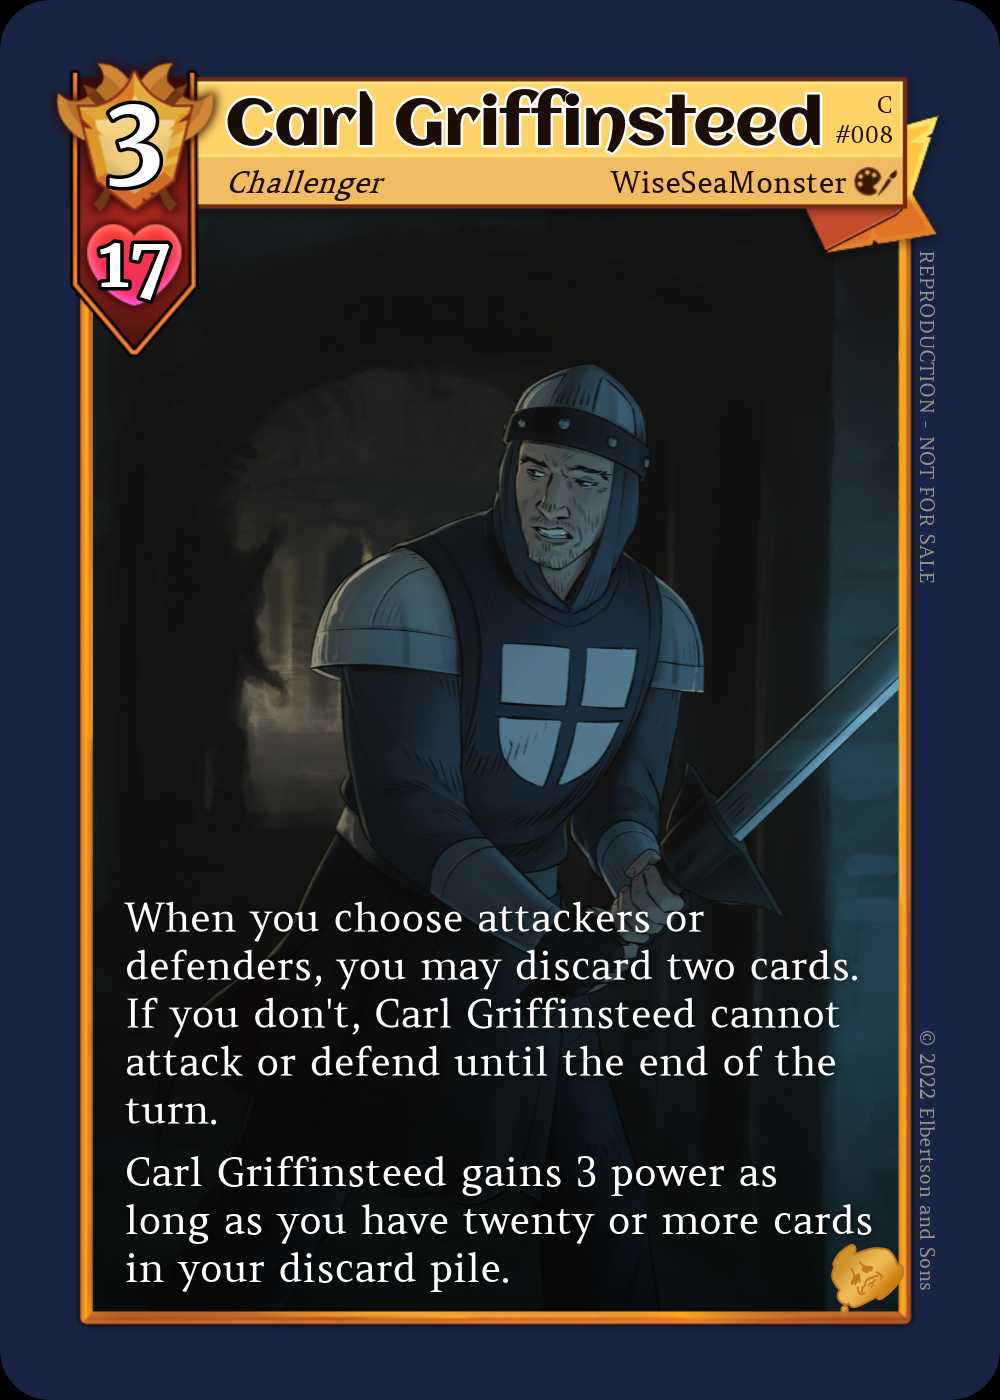 3
Carl Griffinsteed
C
#008
Challenger
WiseSeaMonster
17
REPRODUCTION - NOT FOR SALE
When you choose attackers or
defenders, you may discard two cards.
If you don't, Carl Griffinsteed cannot
attack or defend until the end of the
turn.
Carl Griffinsteed gains 3 power as
long as you have twenty or more cards
in your discard pile.
© 2022 Elbertson and Sons